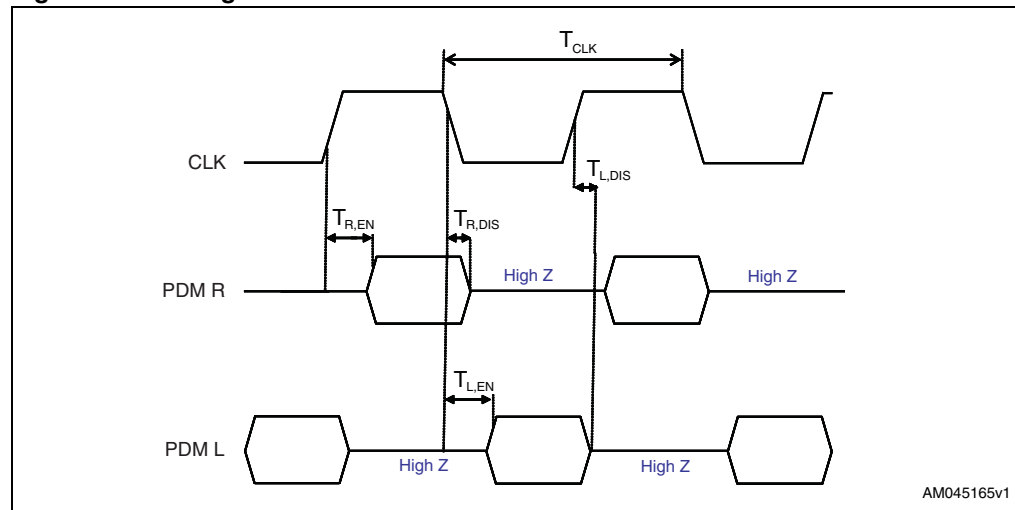 T_CLK
CLK
T_L,DIS
T_R,EN
T_R,DIS
PDM R
High Z
High Z
T_L,EN
PDM L
High Z
High Z
AM045165v1